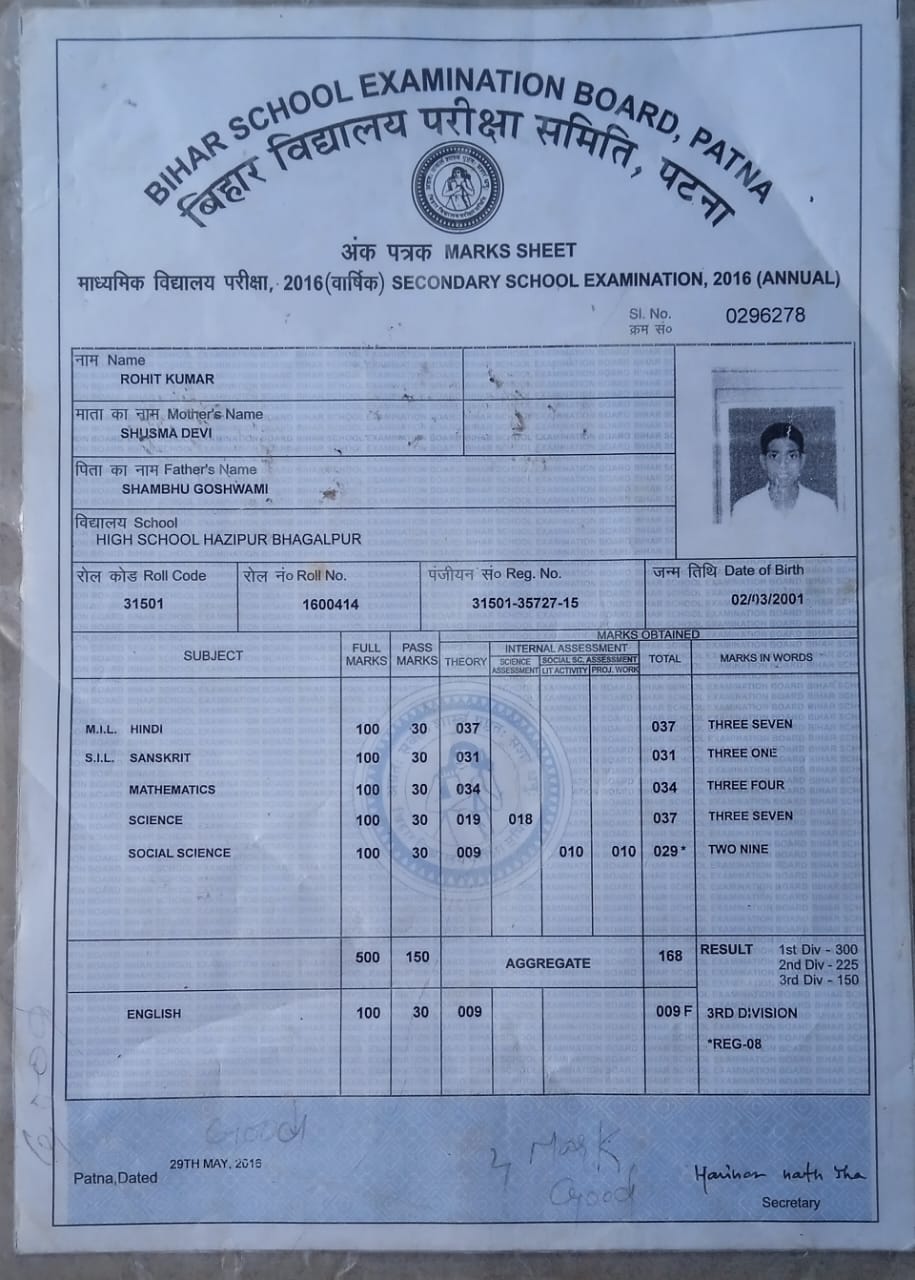 BIHAR SCHOOL EXAMINATION BOARD, PATNA
बिहार विद्यालय परीक्षा समिति, पटना
अंक पत्रक MARKS SHEET
माध्यमिक विद्यालय परीक्षा, 2016(वार्षिक) SECONDARY SCHOOL EXAMINATION, 2016 (ANNUAL)
Sl. No. 0296278
क्रम सं०
नाम Name
ROHIT KUMAR
माता का नाम Mother's Name
SHUSMA DEVI
पिता का नाम Father's Name
SHAMBHU GOSHWAMI
विद्यालय School
HIGH SCHOOL HAZIPUR BHAGALPUR
रोल कोड Roll Code रोल नं० Roll No. पंजीयन सं० Reg. No. जन्म तिथि Date of Birth
31501 1600414 31501-35727-15 02/03/2001
MARKS OBTAINED
SUBJECT FULL MARKS PASS MARKS THEORY INTERNAL ASSESSMENT TOTAL MARKS IN WORDS
SCIENCE ASSESSMENT SOCIAL SC. ASSESSMENT
LIT ACTIVITY PROJ. WORK
M.I.L. HINDI 100 30 037 037 THREE SEVEN
S.I.L. SANSKRIT 100 30 031 031 THREE ONE
MATHEMATICS 100 30 034 034 THREE FOUR
SCIENCE 100 30 019 018 037 THREE SEVEN
SOCIAL SCIENCE 100 30 009 010 010 029* TWO NINE
500 150 AGGREGATE 168 RESULT 1st Div - 300
2nd Div - 225
3rd Div - 150
ENGLISH 100 30 009 009 F 3RD DIVISION
*REG-08
Good
Mark
Good
Patna,Dated 29TH MAY, 2016
Harihar nath Jha
Secretary